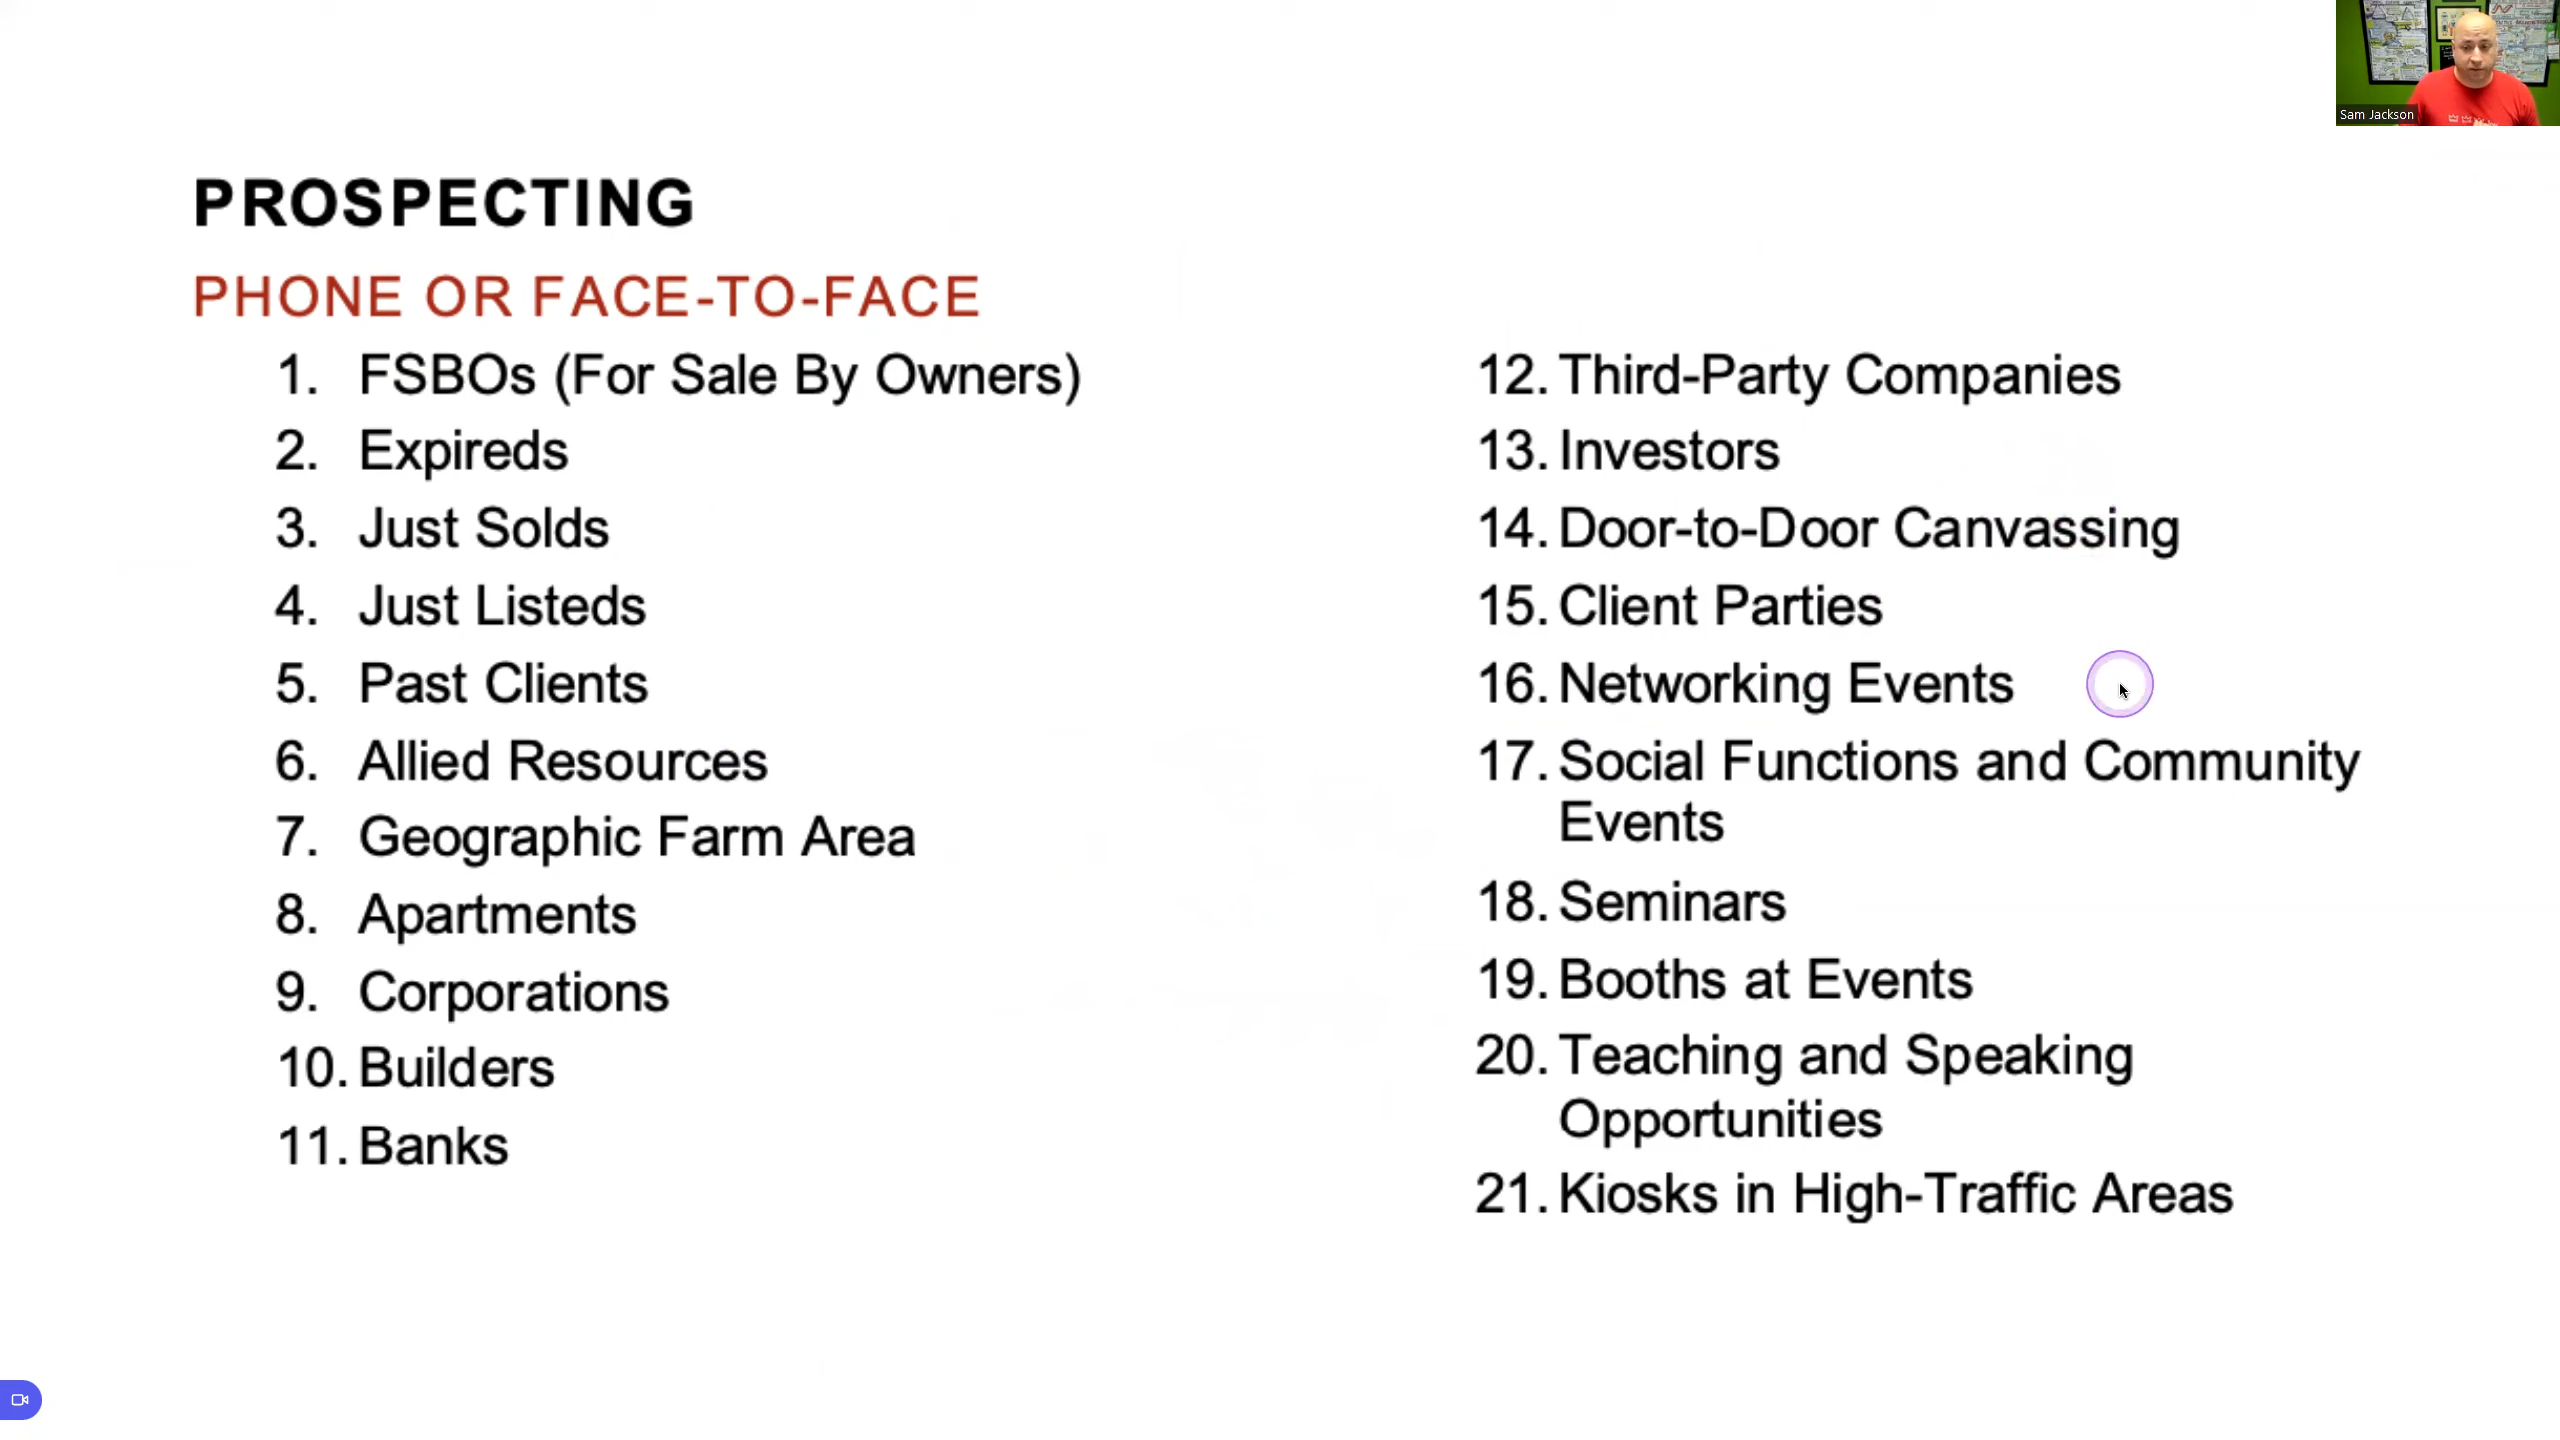 Sam Jackson
PROSPECTING
PHONE OR FACE-TO-FACE
1. FSBOs (For Sale By Owners)
2. Expireds
3. Just Solds
4. Just Listeds
5. Past Clients
6. Allied Resources
7. Geographic Farm Area
8. Apartments
9. Corporations
10. Builders
11. Banks
12. Third-Party Companies
13. Investors
14. Door-to-Door Canvassing
15. Client Parties
16. Networking Events
17. Social Functions and Community
Events
18. Seminars
19. Booths at Events
20. Teaching and Speaking
Opportunities
21. Kiosks in High-Traffic Areas